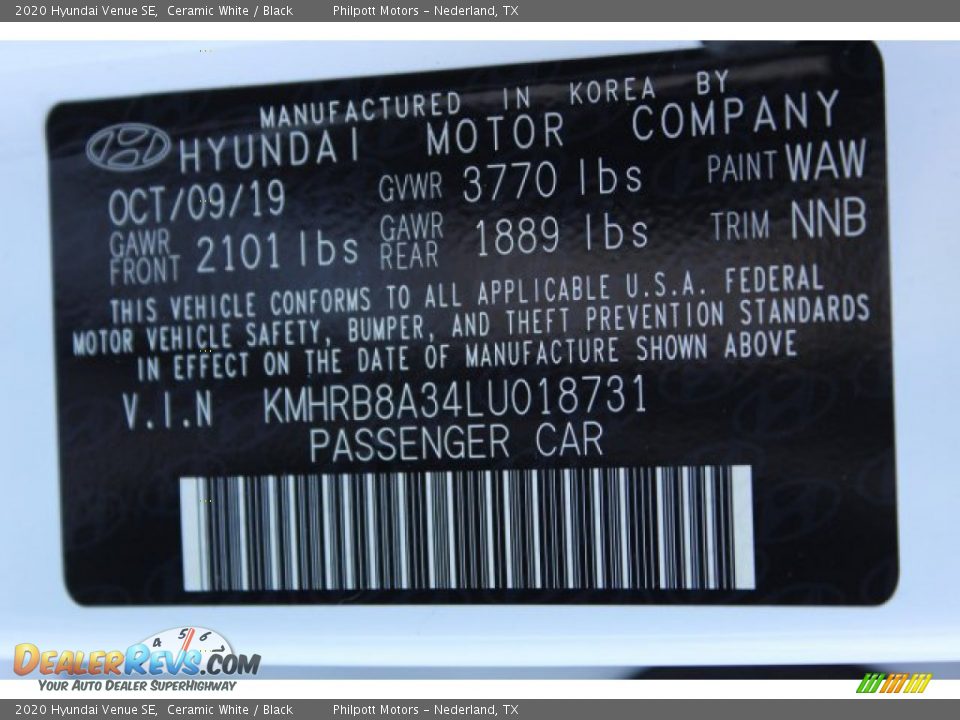 2020 Hyundai Venue SE, Ceramic White / Black Philpott Motors - Nederland, TX
MANUFACTURED IN KOREA BY
HYUNDAI MOTOR COMPANY
OCT/09/19 GVWR 3770 lbs PAINT WAW
GAWR FRONT 2101 lbs GAWR REAR 1889 lbs TRIM NNB
THIS VEHICLE CONFORMS TO ALL APPLICABLE U.S.A. FEDERAL
MOTOR VEHICLE SAFETY, BUMPER, AND THEFT PREVENTION STANDARDS
IN EFFECT ON THE DATE OF MANUFACTURE SHOWN ABOVE
V.I.N KMHRB8A34LU018731
PASSENGER CAR
4 5 6 7
DEALERREVS.COM
YOUR AUTO DEALER SUPERHIGHWAY
2020 Hyundai Venue SE, Ceramic White / Black Philpott Motors - Nederland, TX